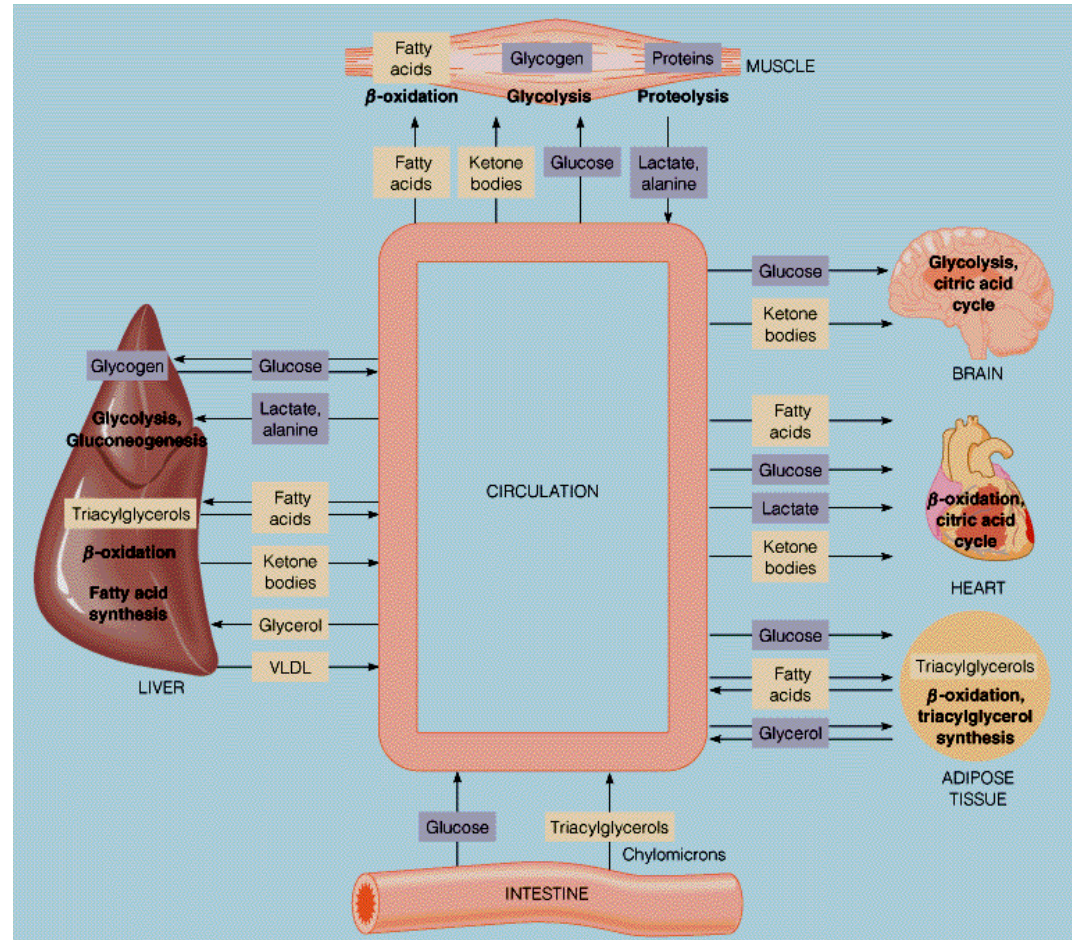 Fatty
acids
Glycogen
Proteins
MUSCLE
β-oxidation
Glycolysis
Proteolysis
Fatty
acids
Ketone
bodies
Glucose
Lactate,
alanine
Glucose
Ketone
bodies
Glycolysis,
citric acid
cycle
BRAIN
Glycogen
Glucose
Lactate,
alanine
Glycolysis,
Gluconeogenesis
Triacylglycerols
Fatty
acids
β-oxidation
Ketone
bodies
Fatty acid
synthesis
Glycerol
VLDL
LIVER
CIRCULATION
Fatty
acids
Glucose
Lactate
Ketone
bodies
β-oxidation,
citric acid
cycle
HEART
Glucose
Fatty
acids
Glycerol
Triacylglycerols
β-oxidation,
triacylglycerol
synthesis
ADIPOSE
TISSUE
Glucose
Triacylglycerols
Chylomicrons
INTESTINE